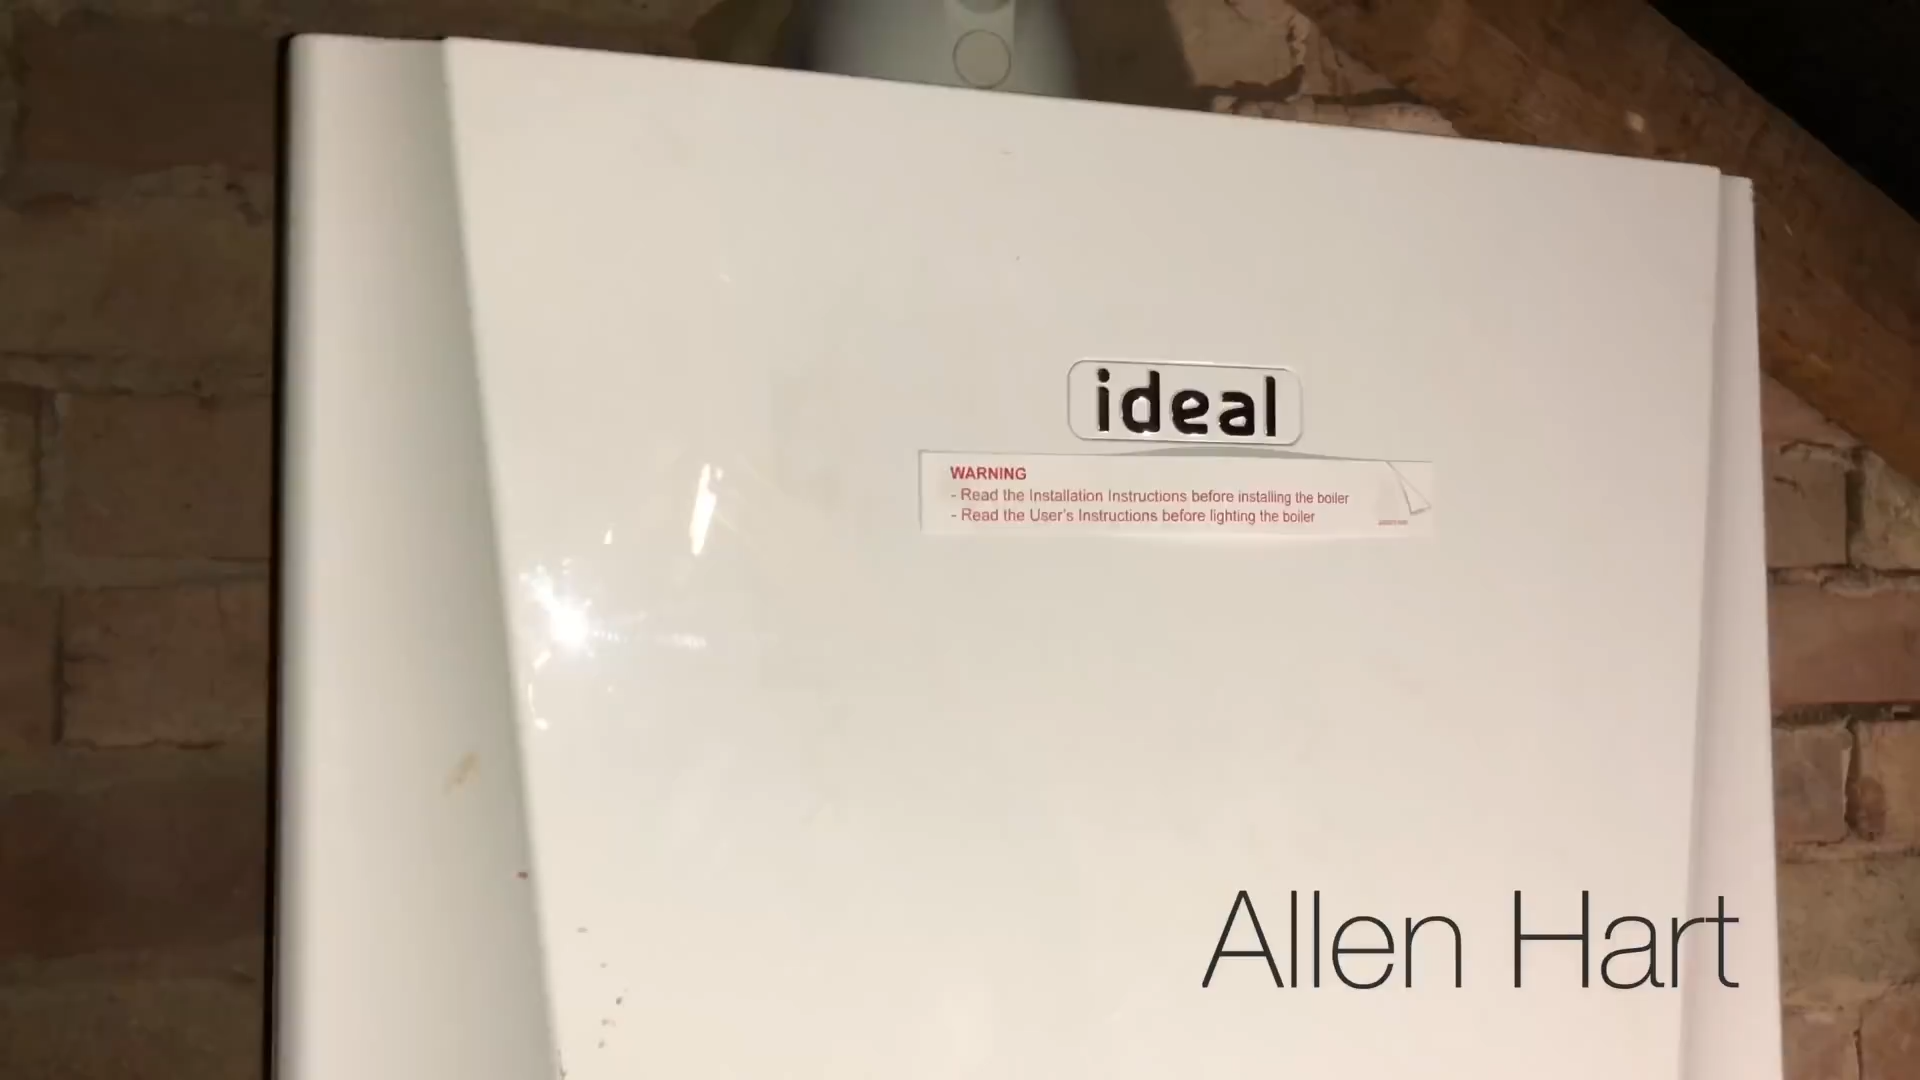 ideal
WARNING
- Read the Installation Instructions before installing the boiler
- Read the User's Instructions before lighting the boiler
Allen Hart